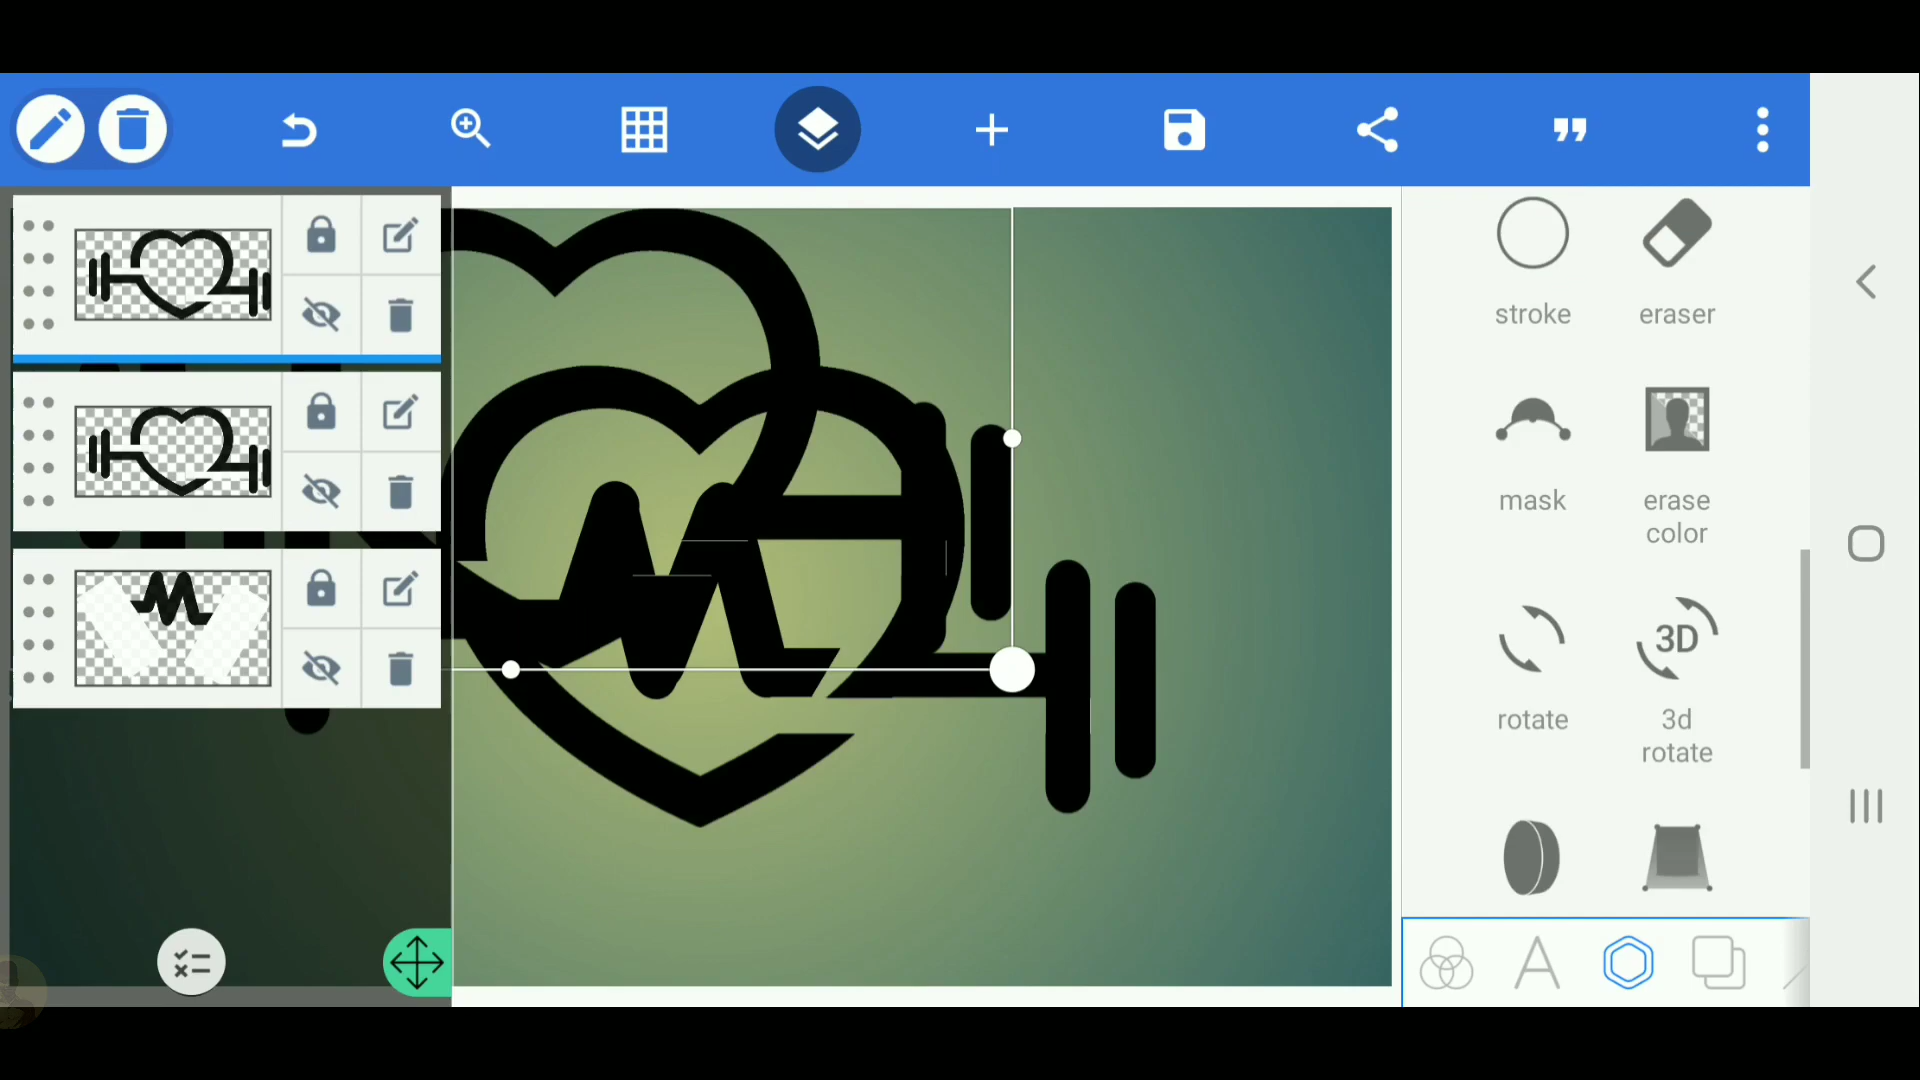 stroke
eraser
mask
erase
color
3D
rotate
3d
rotate